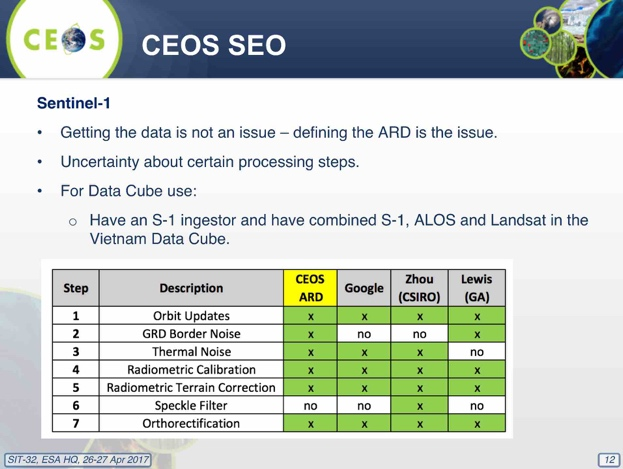 CEOS
CEOS SEO
Sentinel-1
• Getting the data is not an issue – defining the ARD is the issue.
• Uncertainty about certain processing steps.
• For Data Cube use:
o Have an S-1 ingestor and have combined S-1, ALOS and Landsat in the
Vietnam Data Cube.
Step Description CEOS ARD Google Zhou (CSIRO) Lewis (GA)
1 Orbit Updates x x x x
2 GRD Border Noise x no no x
3 Thermal Noise x x x no
4 Radiometric Calibration x x x x
5 Radiometric Terrain Correction x x x x
6 Speckle Filter no no x no
7 Orthorectification x x x x
SIT-32, ESA HQ, 26-27 Apr 2017
12